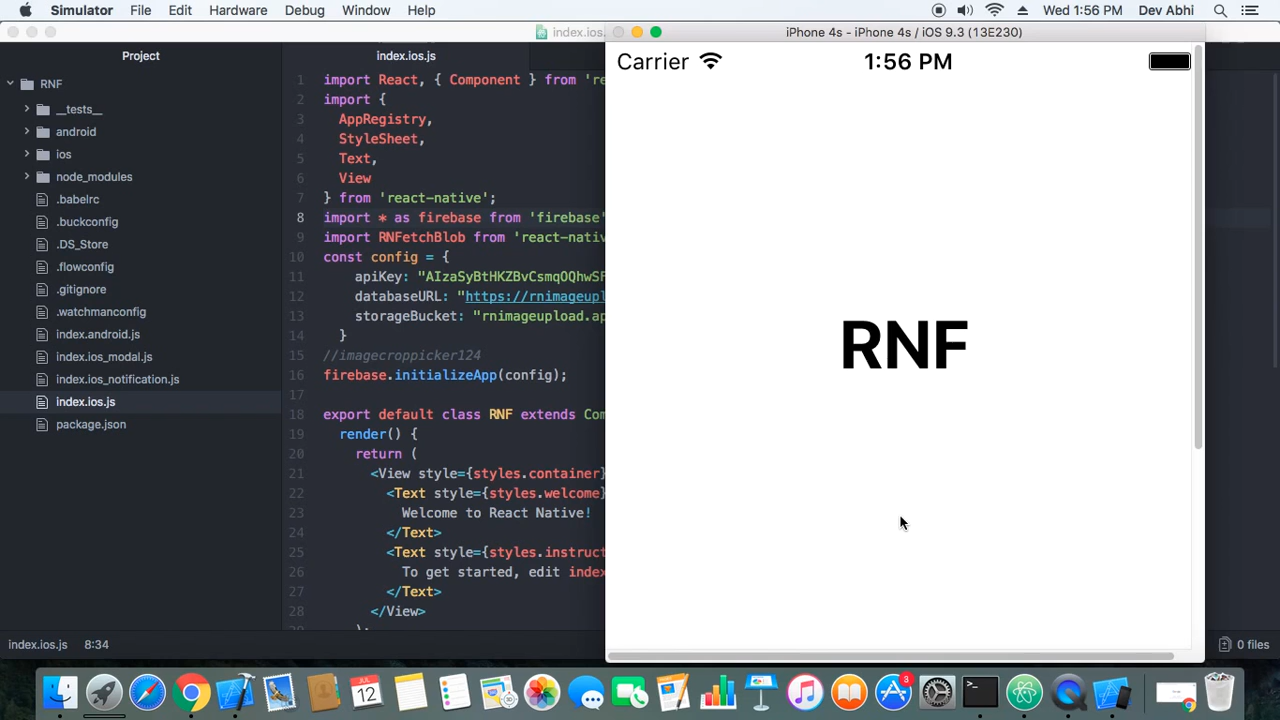 Simulator File Edit Hardware Debug Window Help Wed 1:56 PM Dev Abhi
index.ios.
iPhone 4s - iPhone 4s / iOS 9.3 (13E230)
Project
RNF
__tests__
android
ios
node_modules
.babelrc
.buckconfig
.DS_Store
.flowconfig
.gitignore
.watchmanconfig
index.android.js
index.ios_modal.js
index.ios_notification.js
index.ios.js
package.json
index.ios.js
1 import React, { Component } from 're
2 import {
3 AppRegistry,
4 StyleSheet,
5 Text,
6 View
7 } from 'react-native';
8 import * as firebase from 'firebase'
9 import RNFetchBlob from 'react-nativ
10 const config = {
11 apiKey: "AIzaSyBtHKZBvCsmqOQhwSF
12 databaseURL: "https://rnimageupl
13 storageBucket: "rnimageupload.ap
14 }
15 //imagecroppicker124
16 firebase.initializeApp(config);
17
18 export default class RNF extends Com
19 render() {
20 return (
21 <View style={styles.container}
22 <Text style={styles.welcome}
23 Welcome to React Native!
24 </Text>
25 <Text style={styles.instruct
26 To get started, edit index
27 </Text>
28 </View>
Carrier 1:56 PM
RNF
index.ios.js 8:34
0 files
JUL
12
3